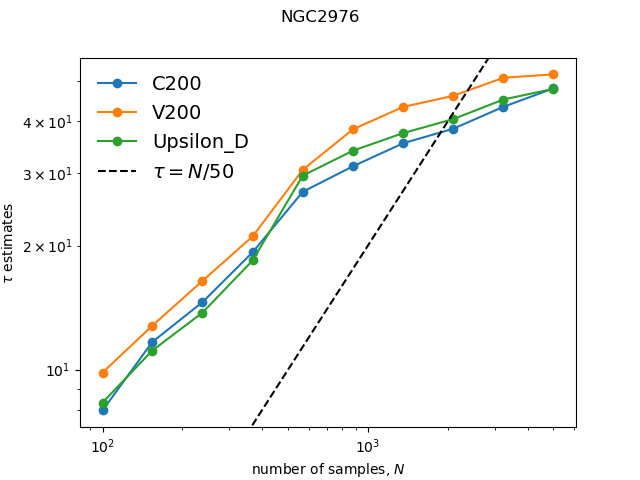 NGC2976
C200
V200
Upsilon_D
τ = N/50
4 × 10¹
3 × 10¹
2 × 10¹
10¹
τ estimates
10² 10³
number of samples, N